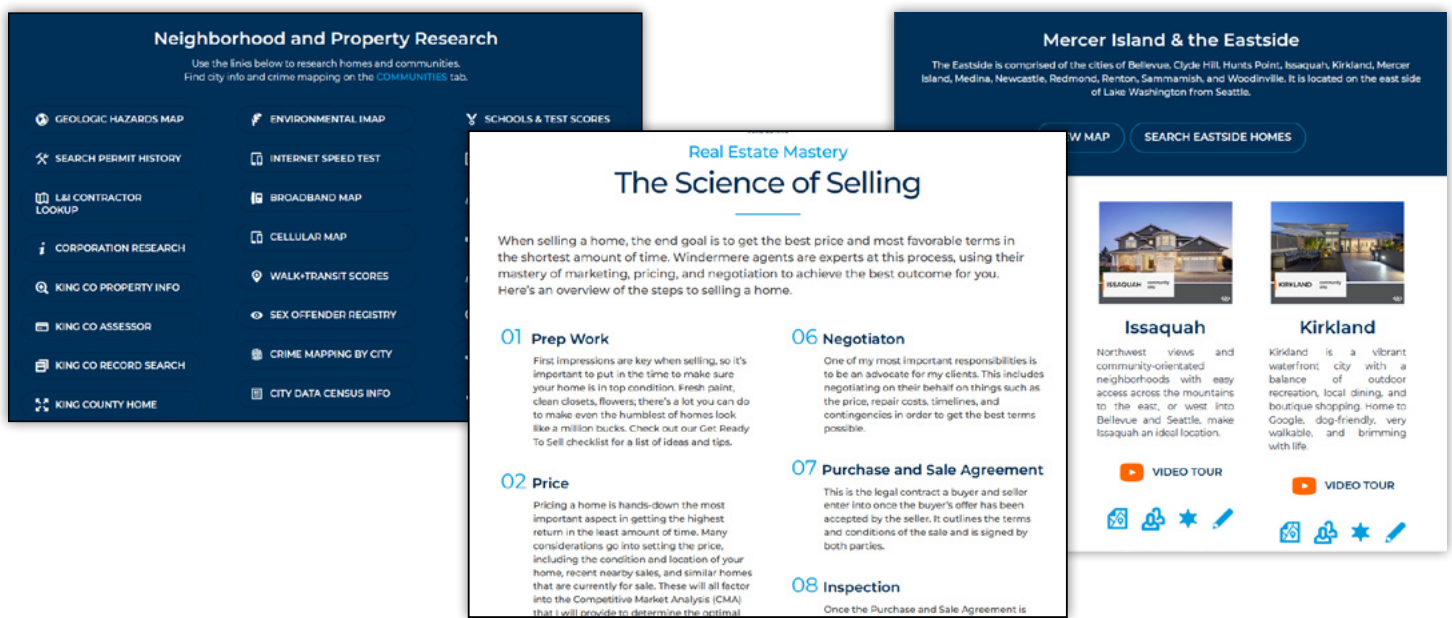 Neighborhood and Property Research
Use the links below to research homes and communities.
Find city info and crime mapping on the COMMUNITIES tab.
GEOLOGIC HAZARDS MAP
SEARCH PERMIT HISTORY
L&I CONTRACTOR
LOOKUP
CORPORATION RESEARCH
KING CO PROPERTY INFO
KING CO ASSESSOR
KING CO RECORD SEARCH
KING COUNTY HOME
ENVIRONMENTAL IMAP
INTERNET SPEED TEST
BROADBAND MAP
CELLULAR MAP
WALK+TRANSIT SCORES
SEX OFFENDER REGISTRY
CRIME MAPPING BY CITY
CITY DATA CENSUS INFO
SCHOOLS & TEST SCORES
Real Estate Mastery
The Science of Selling
When selling a home, the end goal is to get the best price and most favorable terms in
the shortest amount of time. Windermere agents are experts at this process, using their
mastery of marketing, pricing, and negotiation to achieve the best outcome for you.
Here's an overview of the steps to selling a home.
01 Prep Work
First impressions are key when selling, so it's
important to put in the time to make sure
your home is in top condition. Fresh paint,
clean closets, flowers; there's a lot you can do
to make even the humblest of homes look
like a million bucks. Check out our Get Ready
To Sell checklist for a list of ideas and tips.
02 Price
Pricing a home is hands-down the most
important aspect in getting the highest
return in the least amount of time. Many
considerations go into setting the price,
including the condition and location of your
home, recent nearby sales, and similar homes
that are currently for sale. These will all factor
into the Competitive Market Analysis (CMA)
that I will provide to determine the optimal
06 Negotiaton
One of my most important responsibilities is
to be an advocate for my clients. This includes
negotiating on their behalf on things such as
the price, repair costs, timelines, and
contingencies in order to get the best terms
possible.
07 Purchase and Sale Agreement
This is the legal contract a buyer and seller
enter into once the buyer's offer has been
accepted by the seller. It outlines the terms
and conditions of the sale and is signed by
both parties.
08 Inspection
Once the Purchase and Sale Agreement is
Mercer Island & the Eastside
The Eastside is comprised of the cities of Bellevue, Clyde Hill, Hunts Point, Issaquah, Kirkland, Mercer
Island, Medina, Newcastle, Redmond, Renton, Sammamish, and Woodinville. It is located on the east side
of Lake Washington from Seattle.
EW MAP
SEARCH EASTSIDE HOMES
ISSAQUAH community
KIRKLAND community
Issaquah
Northwest views and
community-orientated
neighborhoods with easy
access across the mountains
to the east, or west into
Bellevue and Seattle, make
Issaquah an ideal location.
VIDEO TOUR
Kirkland
Kirkland is a vibrant
waterfront city with a
balance of outdoor
recreation, local dining, and
boutique shopping. Home to
Google, dog-friendly, very
walkable, and brimming
with life.
VIDEO TOUR